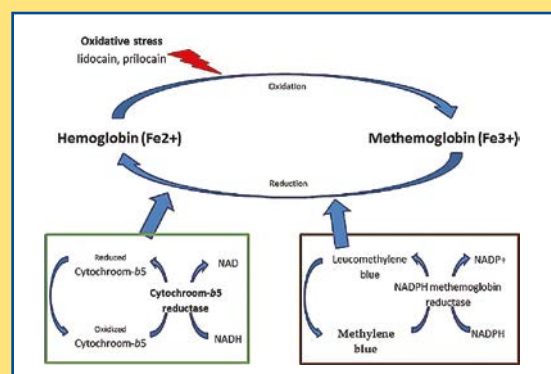 Oxidative stress
lidocain, prilocain
Oxidation
Hemoglobin (Fe2+)
Methemoglobin (Fe3+)
Reduction
Reduced
Cytochroom-b5
NAD
Cytochroom-b5
reductase
Oxidized
Cytochroom-b5
NADH
Leucomethylene
blue
NADP+
NADPH methemoglobin
reductase
Methylene
blue
NADPH